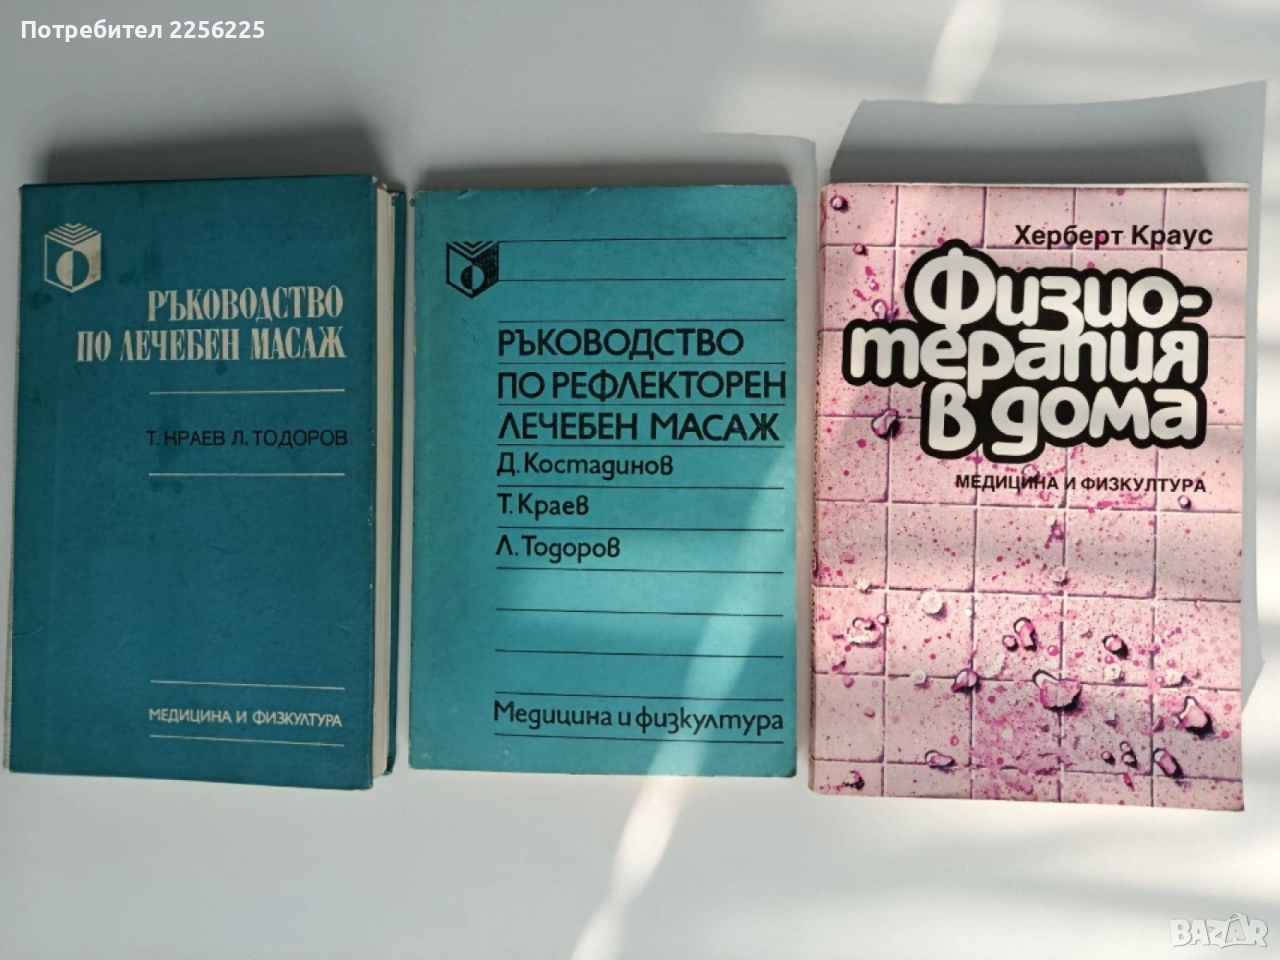 Потребител 2256225
РЪКОВОДСТВО
ПО ЛЕЧЕБЕН МАСАЖ
Т. КРАЕВ Л. ТОДОРОВ
МЕДИЦИНА И ФИЗКУЛТУРА
РЪКОВОДСТВО
ПО РЕФЛЕКТОРЕН
ЛЕЧЕБЕН МАСАЖ
Д. Костадинов
Т. Краев
Л. Тодоров
Медицина и физкултура
Херберт Краус
Физио-
терапия
в дома
МЕДИЦИНА И ФИЗКУЛТУРА
BAZAR